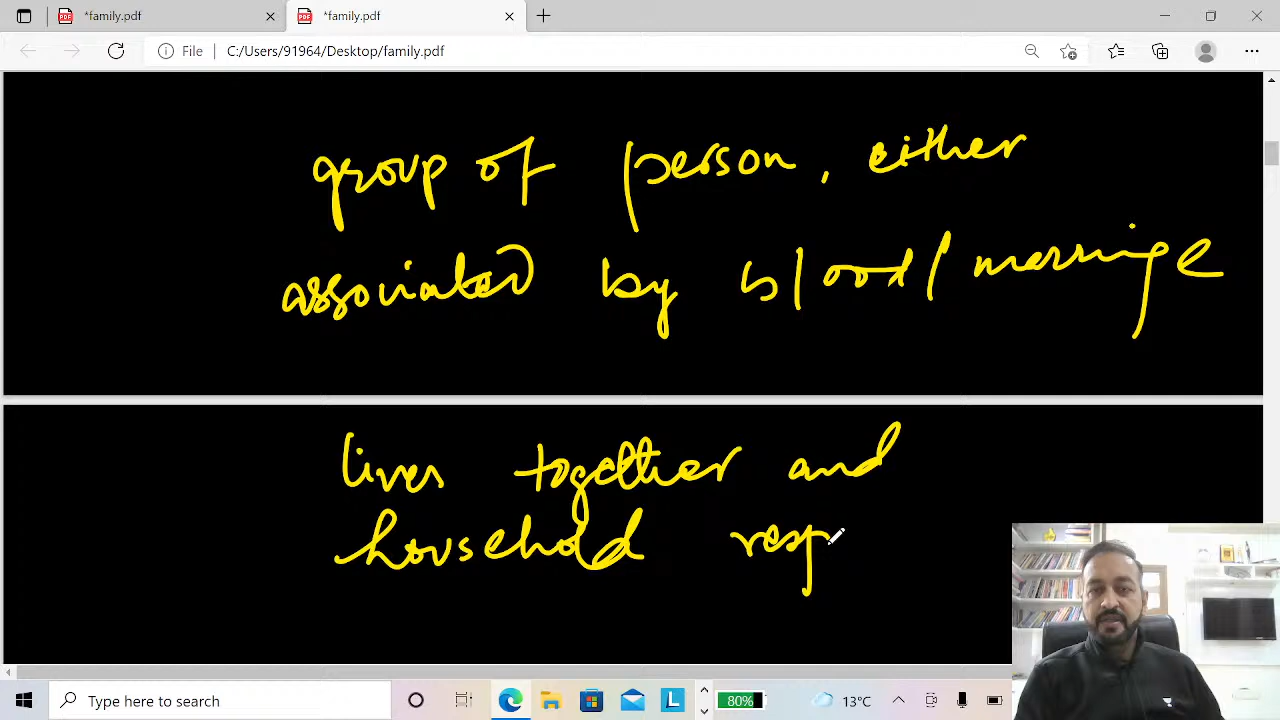 *family.pdf
*family.pdf
File
C:/Users/91964/Desktop/family.pdf
group of person, either
associated by blood/marriage
lives together and
household resp
Type here to search
L
80%
13°C